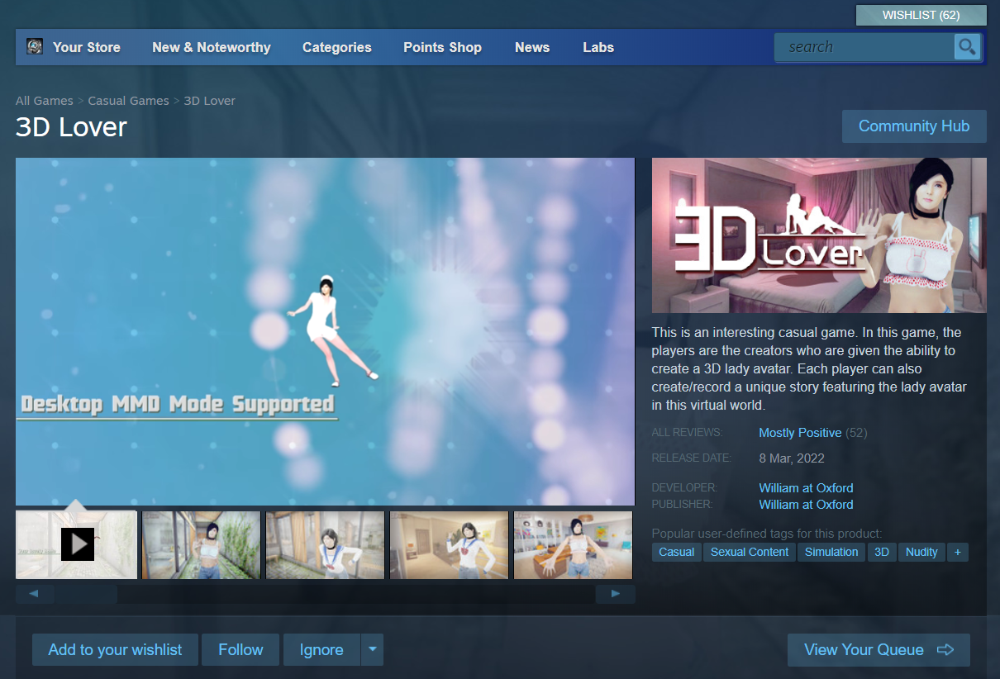 WISHLIST (62)
Your Store New & Noteworthy Categories Points Shop News Labs search
All Games > Casual Games > 3D Lover
3D Lover
Community Hub
Desktop MMD Mode Supported
3D Lover
This is an interesting casual game. In this game, the
players are the creators who are given the ability to
create a 3D lady avatar. Each player can also
create/record a unique story featuring the lady avatar
in this virtual world.
ALL REVIEWS: Mostly Positive (52)
RELEASE DATE: 8 Mar, 2022
DEVELOPER: William at Oxford
PUBLISHER: William at Oxford
Popular user-defined tags for this product:
Casual Sexual Content Simulation 3D Nudity +
Add to your wishlist Follow Ignore View Your Queue